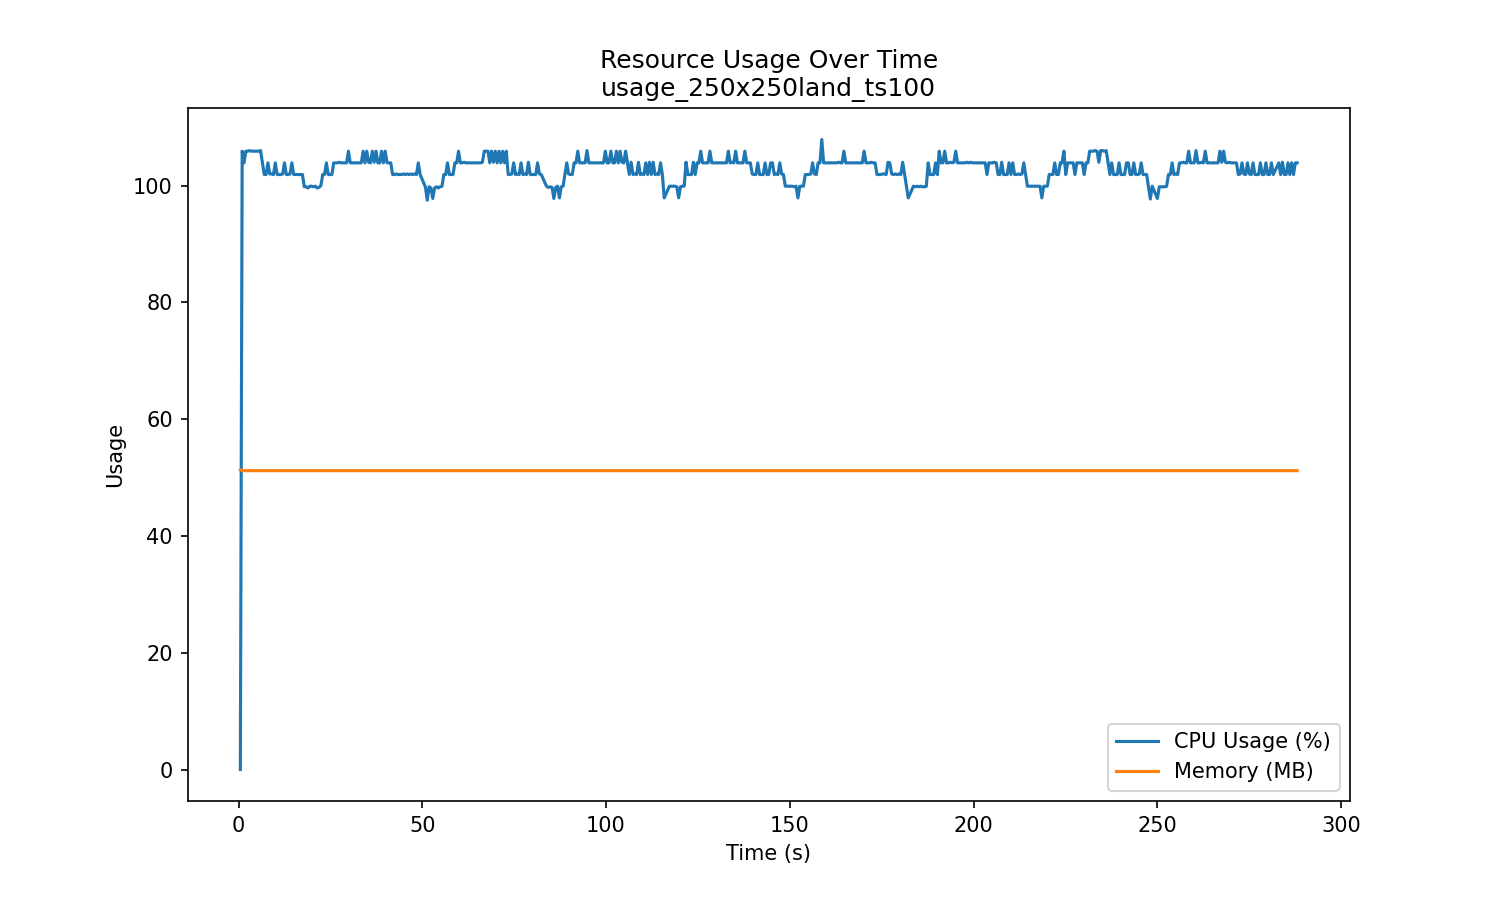 Resource Usage Over Time
usage_250x250land_ts100
100
80
60
40
20
0
Usage
0
50
100
150
200
250
300
Time (s)
CPU Usage (%)
Memory (MB)